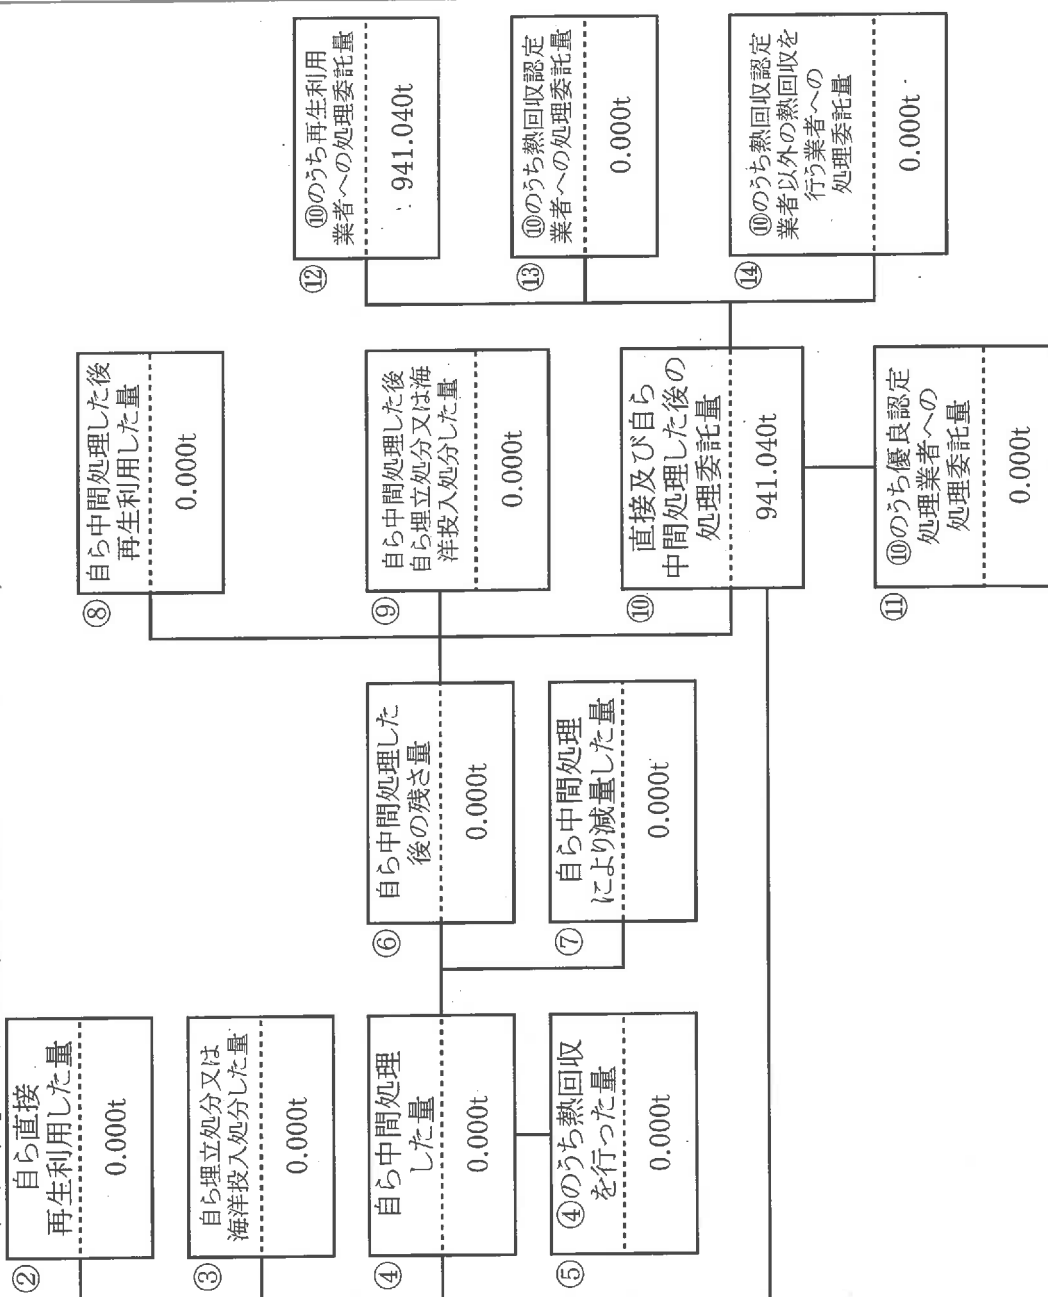 ②
自ら直接
再生利用した量
0.000t
③
自ら埋立処分又は
海洋投入処分した量
0.000t
④
自ら中間処理
した量
0.000t
⑤
④のうち熱回収
を行った量
0.000t
⑥
自ら中間処理した
後の残さ量
0.000t
⑦
自ら中間処理
により減量した量
0.000t
⑧
自ら中間処理した後
再生利用した量
0.000t
⑨
自ら中間処理した後
自ら埋立処分又は海
洋投入処分した量
0.000t
⑩
直接及び自ら
中間処理した後の
処理委託量
941.040t
⑪
⑩のうち優良認定
処理業者への
処理委託量
0.000t
⑫
⑩のうち再生利用
業者への処理委託量
941.040t
⑬
⑩のうち熱回収認定
業者への処理委託量
0.000t
⑭
⑩のうち熱回収認定
業者以外の熱回収を
行う業者への
処理委託量
0.000t